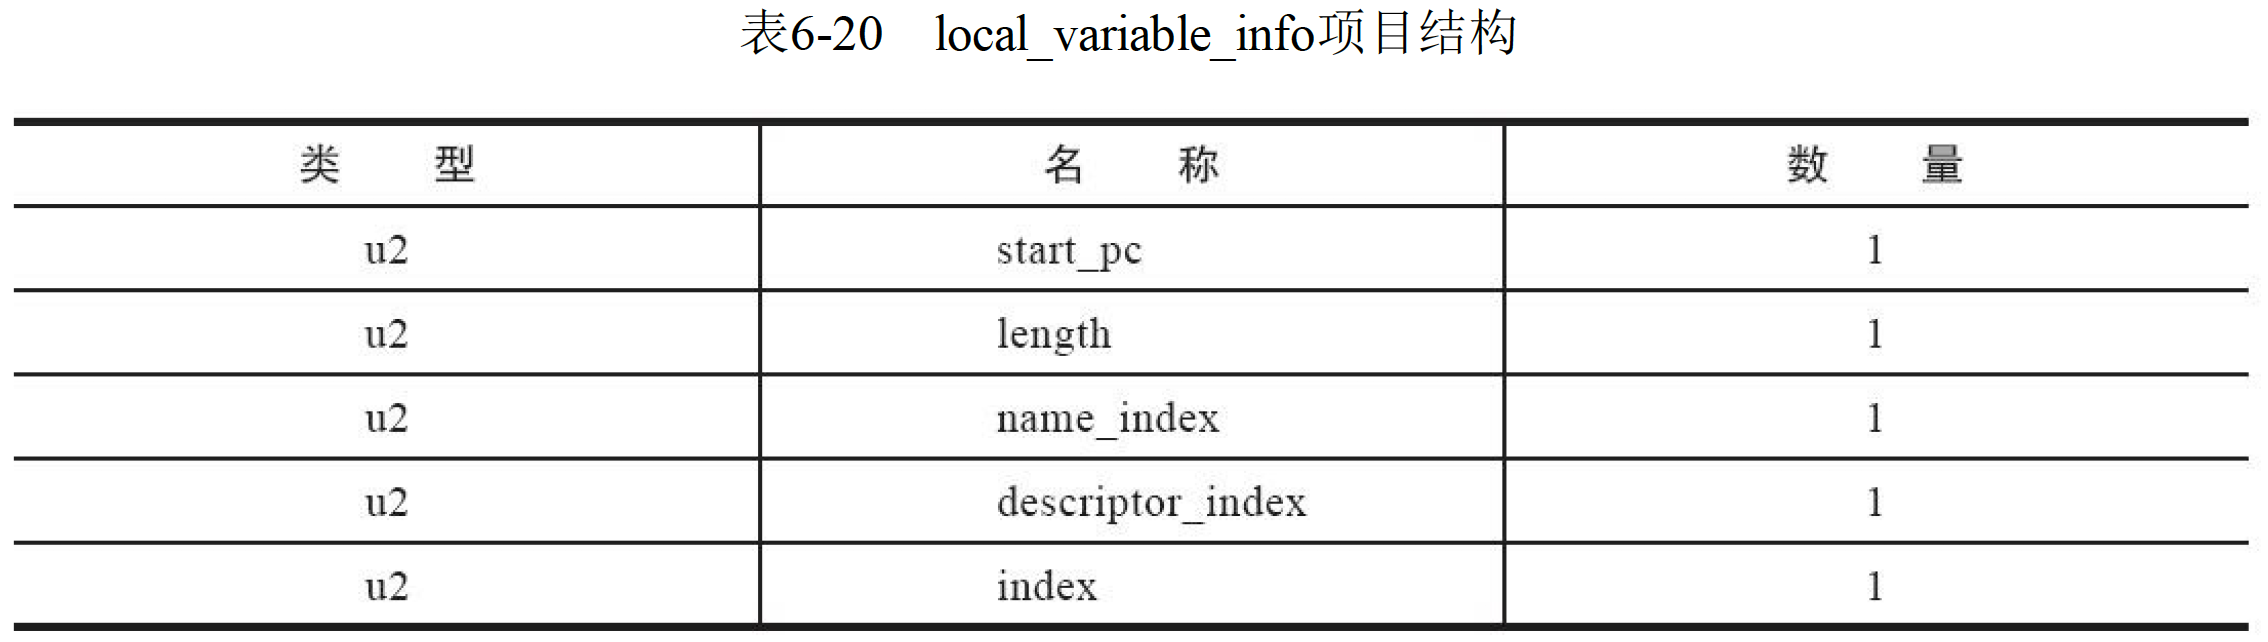 表6-20 local_variable_info项目结构
类 型 名 称 数 量
u2 start_pc 1
u2 length 1
u2 name_index 1
u2 descriptor_index 1
u2 index 1